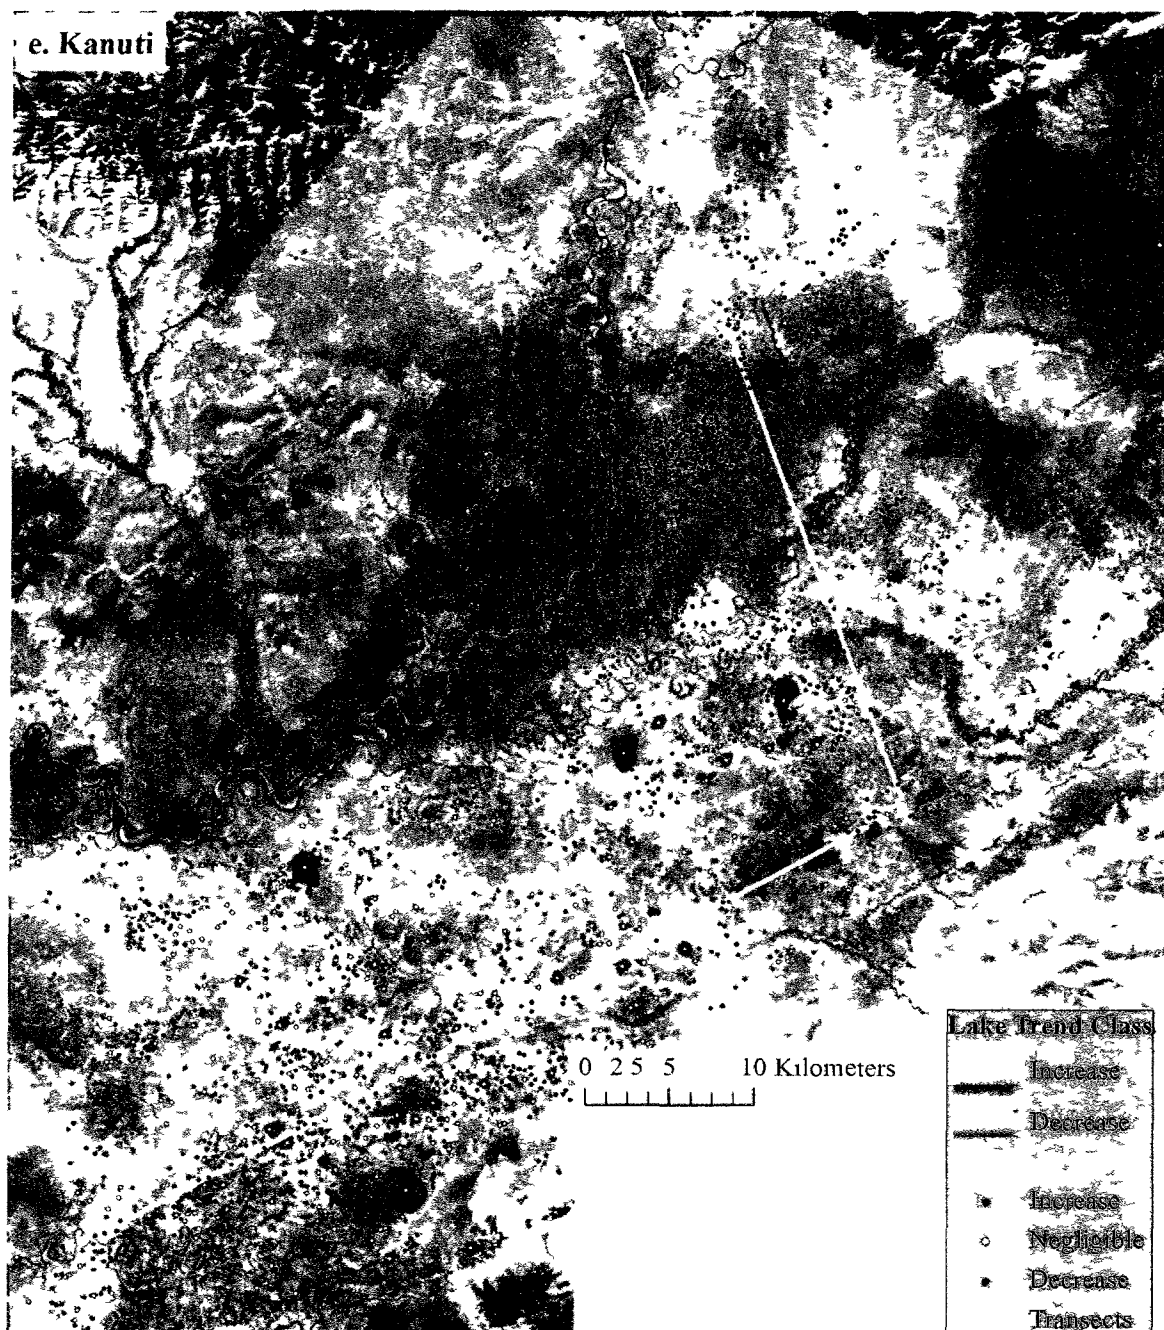 e. Kanuti
0 2 5 5 10 Kilometers
Lake Trend Class
Increase
Decrease
Increase
Negligible
Decrease
Transects